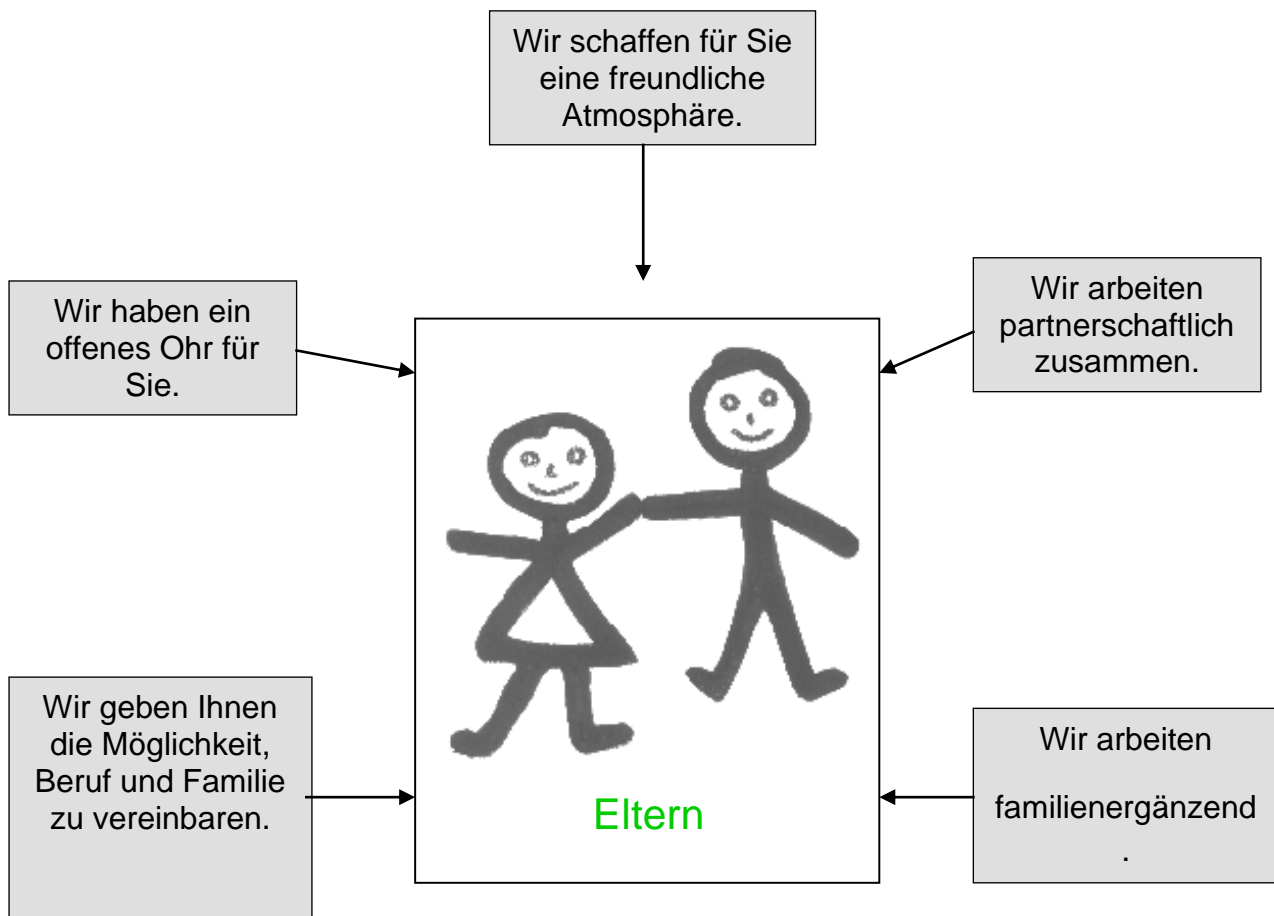 Wir schaffen für Sie
eine freundliche
Atmosphäre.
Wir haben ein
offenes Ohr für
Sie.
Wir arbeiten
partnerschaftlich
zusammen.
Wir geben Ihnen
die Möglichkeit,
Beruf und Familie
zu vereinbaren.
Wir arbeiten
familienergänzend
.
Eltern